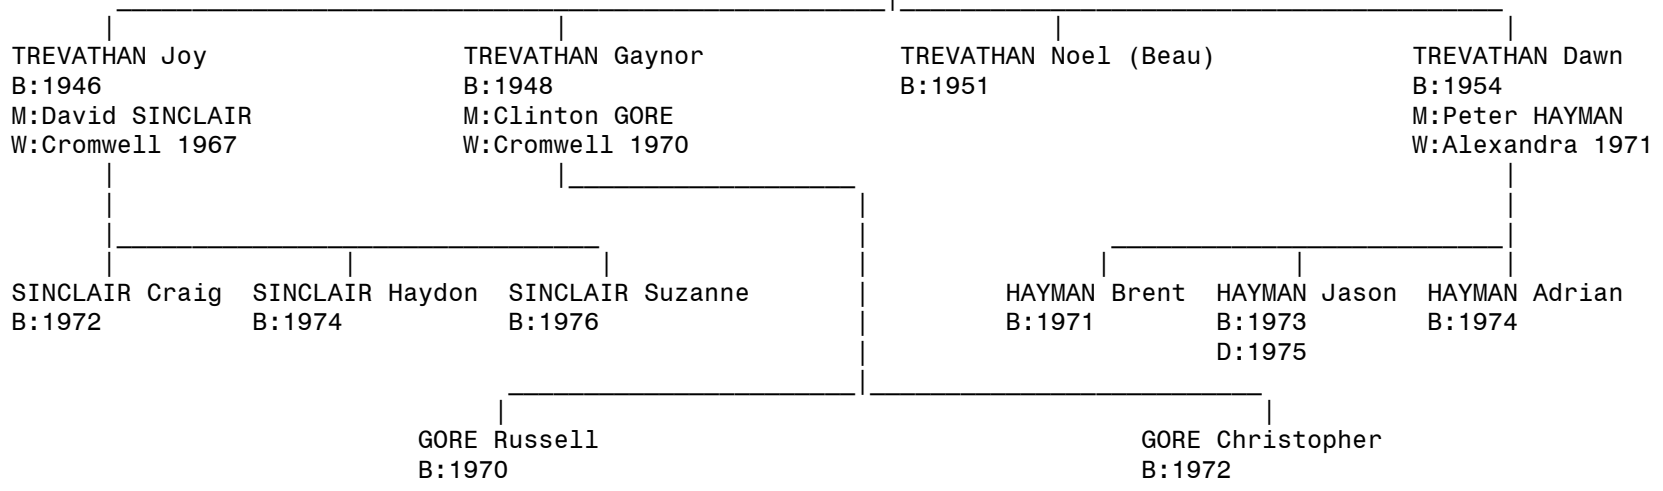 TREVATHAN Joy TREVATHAN Gaynor TREVATHAN Noel (Beau) TREVATHAN Dawn
B:1946 B:1948 B:1951 B:1954
M:David SINCLAIR M:Clinton GORE M:Peter HAYMAN
W:Cromwell 1967 W:Cromwell 1970 W:Alexandra 1971
SINCLAIR Craig SINCLAIR Haydon SINCLAIR Suzanne HAYMAN Brent HAYMAN Jason HAYMAN Adrian
B:1972 B:1974 B:1976 B:1971 B:1973 B:1974
D:1975
GORE Russell GORE Christopher
B:1970 B:1972